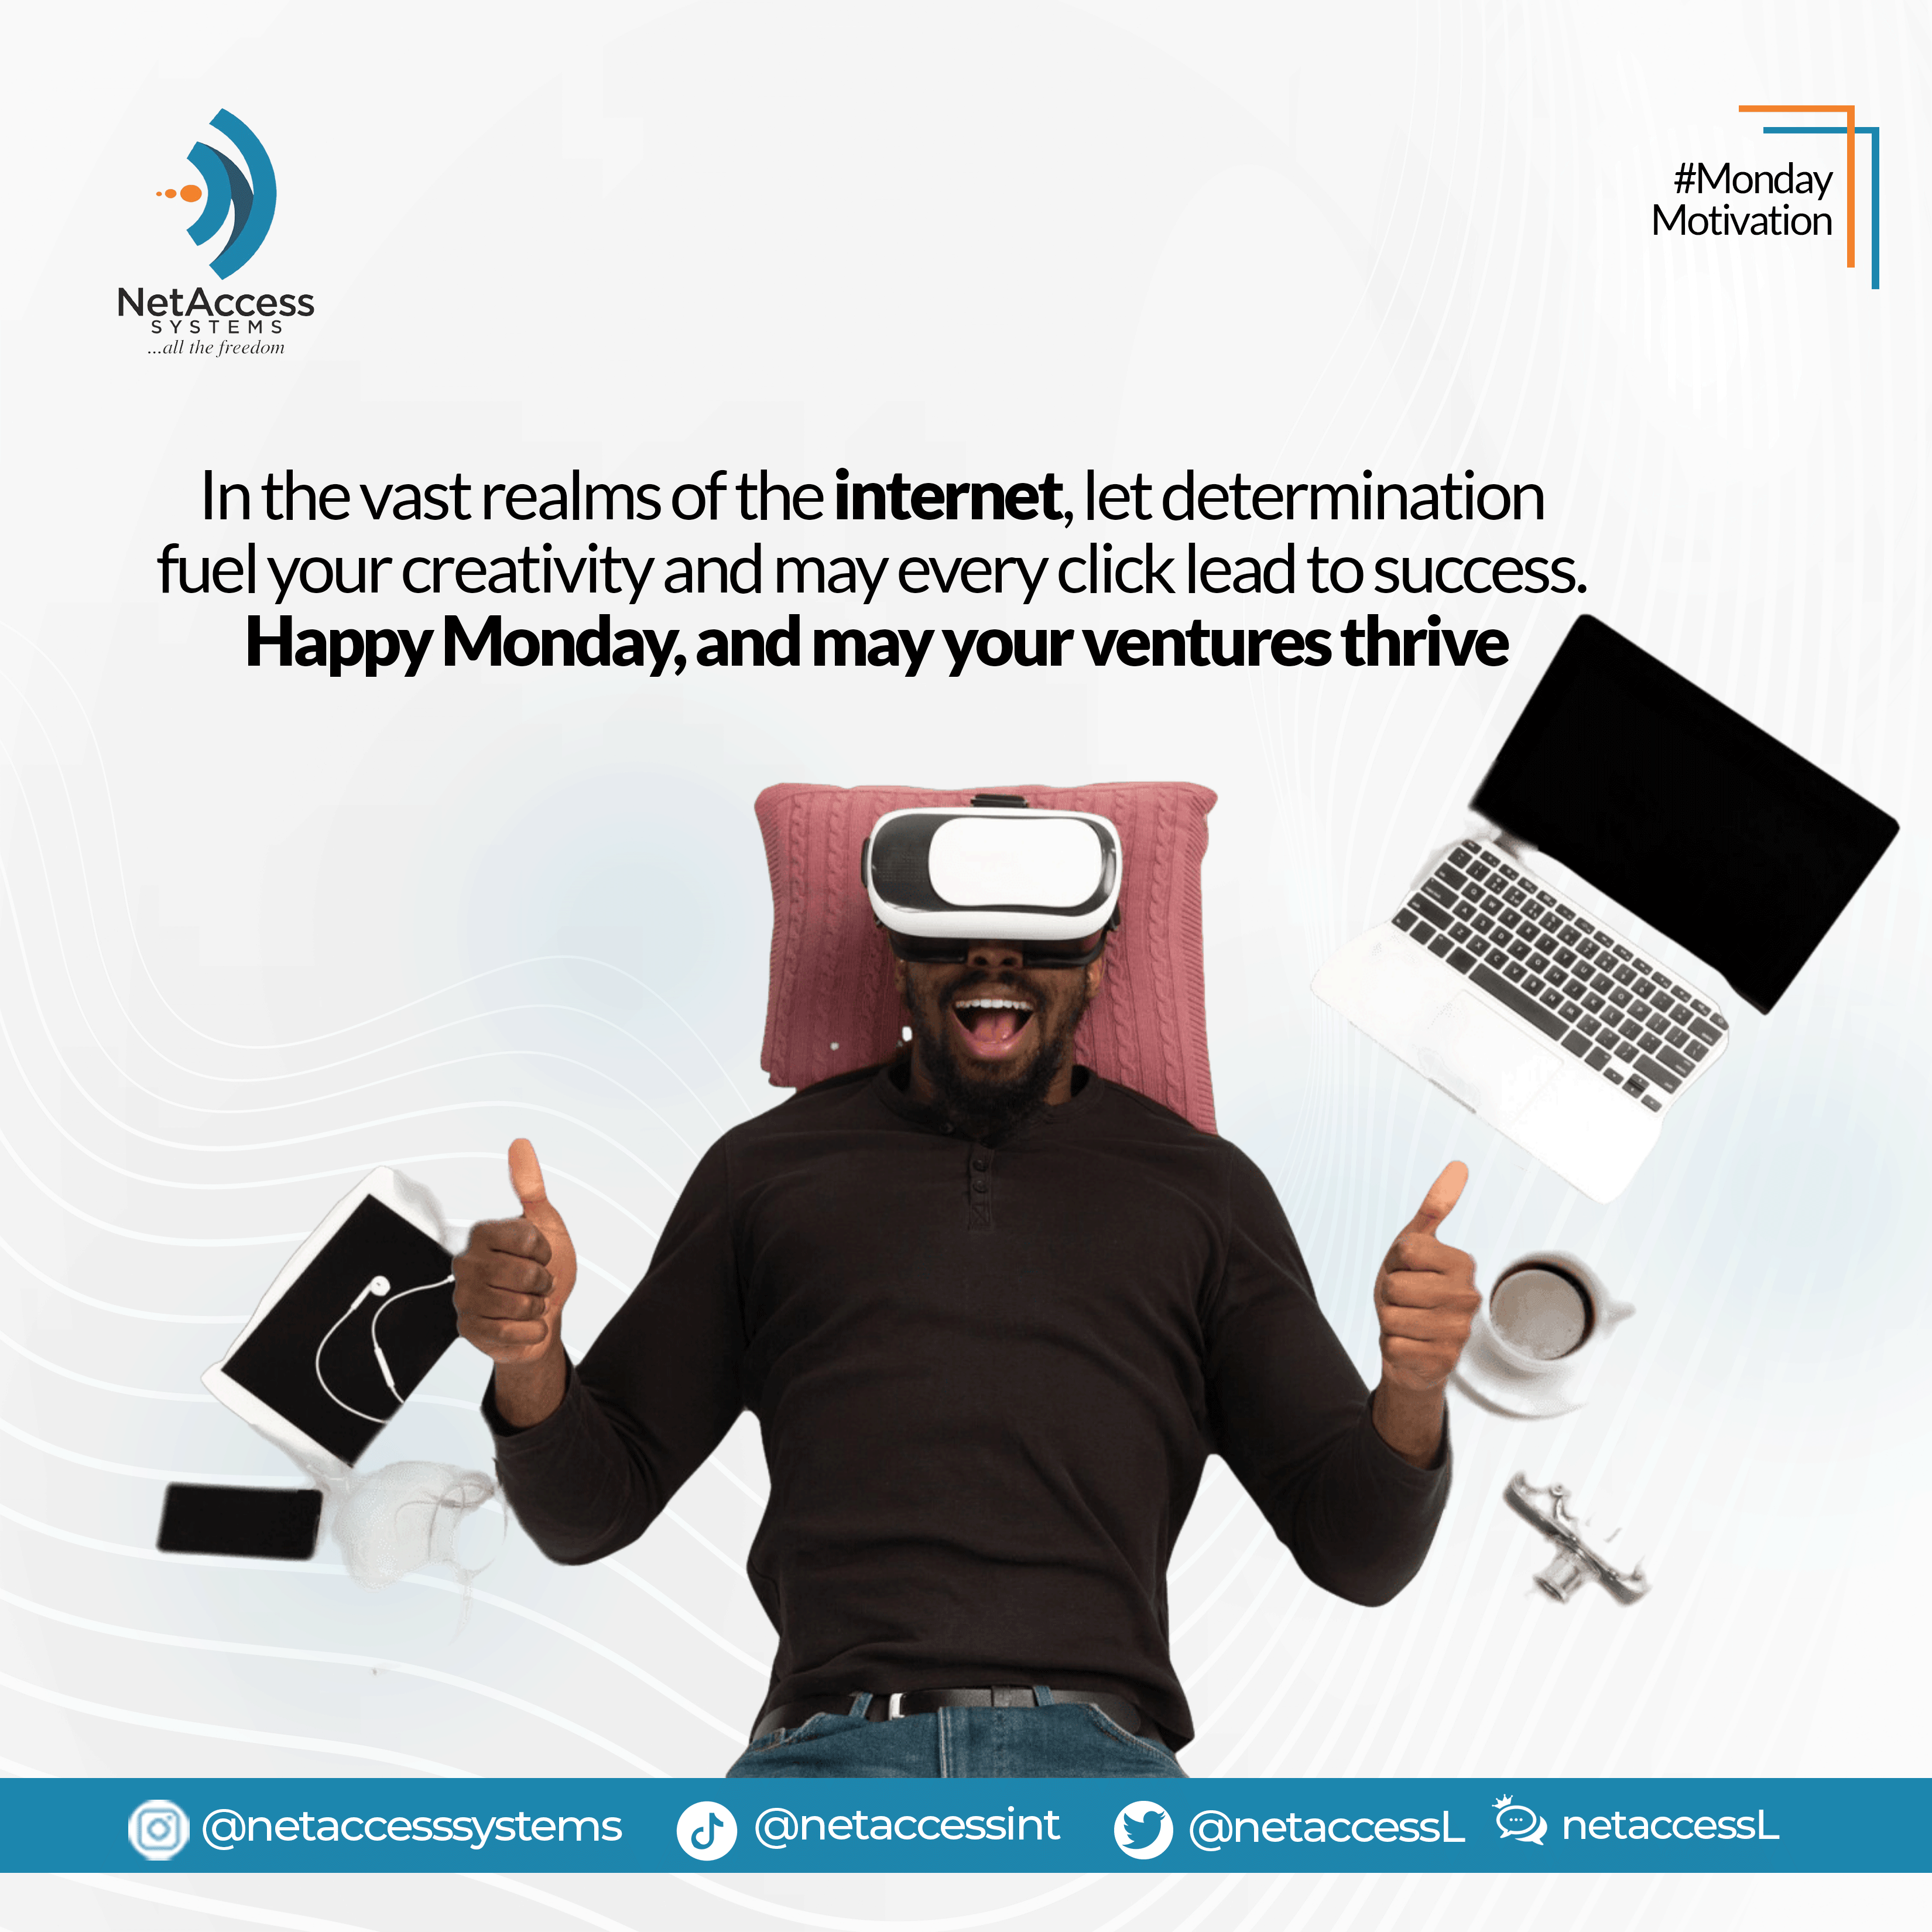 NetAccess
SYSTEMS
...all the freedom
#Monday
Motivation
In the vast realms of the internet, let determination
fuel your creativity and may every click lead to success.
Happy Monday, and may your ventures thrive
@netaccesssystems @netaccessint @netaccessL netaccessL